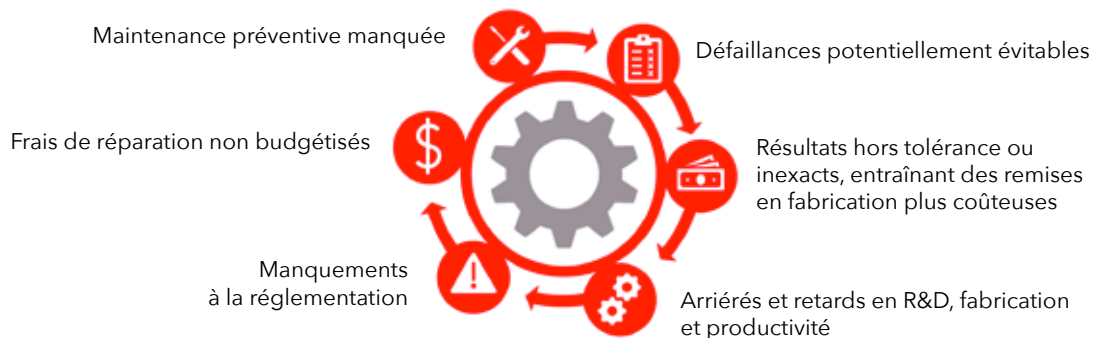 Maintenance préventive manquée
Défaillances potentiellement évitables
Résultats hors tolérance ou
inexacts, entraînant des remises
en fabrication plus coûteuses
Arriérés et retards en R&D, fabrication
et productivité
Manquements
à la réglementation
Frais de réparation non budgétisés
$